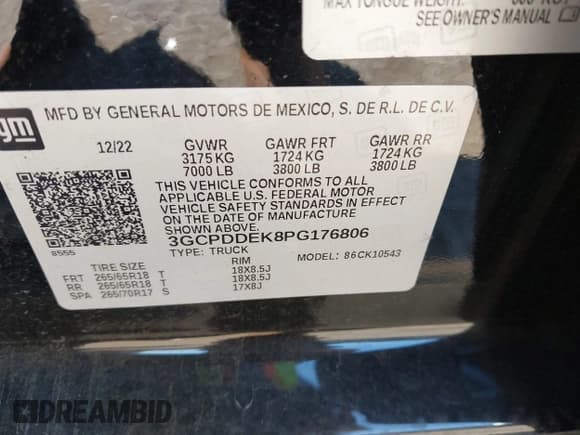 MAX TONGUE WEIGHT:
SEE OWNER'S MANUAL
gm
MFD BY GENERAL MOTORS DE MEXICO, S. DE R.L. DE C.V.
12/22 GVWR GAWR FRT GAWR RR
3175 KG 1724 KG 1724 KG
7000 LB 3800 LB 3800 LB
THIS VEHICLE CONFORMS TO ALL
APPLICABLE U.S. FEDERAL MOTOR
VEHICLE SAFETY STANDARDS IN EFFECT
ON THE DATE OF MANUFACTURE
SHOWN ABOVE.
8555 3GCPDDEK8PG176806
TYPE: TRUCK MODEL: 86CK10543
TIRE SIZE RIM
FRT 265/65R18 T 18X8.5J
RR 265/65R18 T 18X8.5J
SPA 265/70R17 S 17X8J
DREAMBID